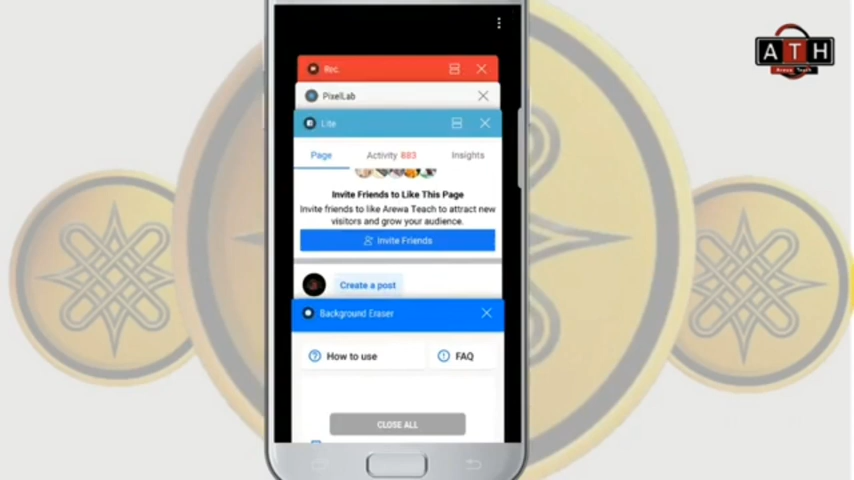 ATH
Arewa Teach
Rec.
PixelLab
Lite
Page
Activity 883
Insights
Invite Friends to Like This Page
Invite friends to like Arewa Teach to attract new
visitors and grow your audience.
Invite Friends
Create a post
Background Eraser
How to use
FAQ
CLOSE ALL